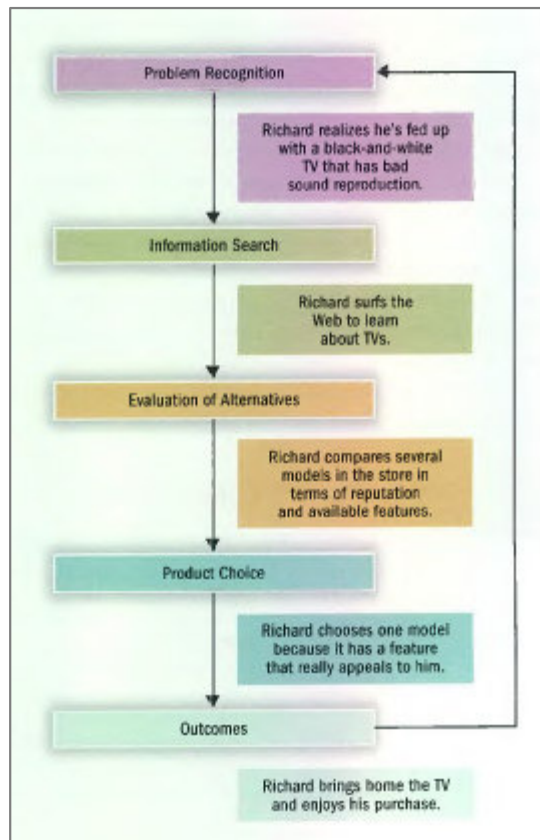 Problem Recognition
Richard realizes he's fed up
with a black-and-white
TV that has bad
sound reproduction.
Information Search
Richard surfs the
Web to learn
about TVs.
Evaluation of Alternatives
Richard compares several
models in the store in
terms of reputation
and available features.
Product Choice
Richard chooses one model
because it has a feature
that really appeals to him.
Outcomes
Richard brings home the TV
and enjoys his purchase.